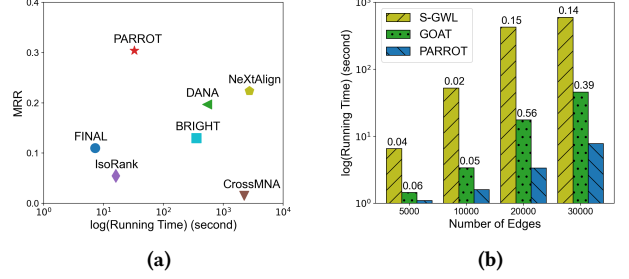 0.4
0.3
0.2
0.1
0.0
MRR
PARROT
NeXtAlign
DANA
BRIGHT
FINAL
IsoRank
CrossMNA
10^0 10^1 10^2 10^3 10^4
log(Running Time) (second)
(a)
10^3
10^2
10^1
10^0
log(Running Time) (second)
S-GWL
GOAT
PARROT
0.04
0.06
0.02
0.05
0.15
0.56
0.14
0.39
5000 10000 20000 30000
Number of Edges
(b)